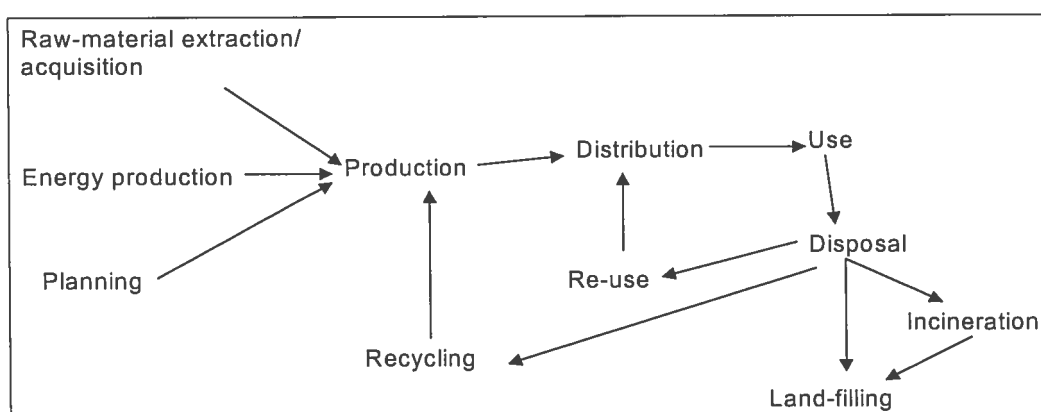 Raw-material extraction/
acquisition
Energy production
Planning
Production
Distribution
Use
Disposal
Re-use
Recycling
Incineration
Land-filling